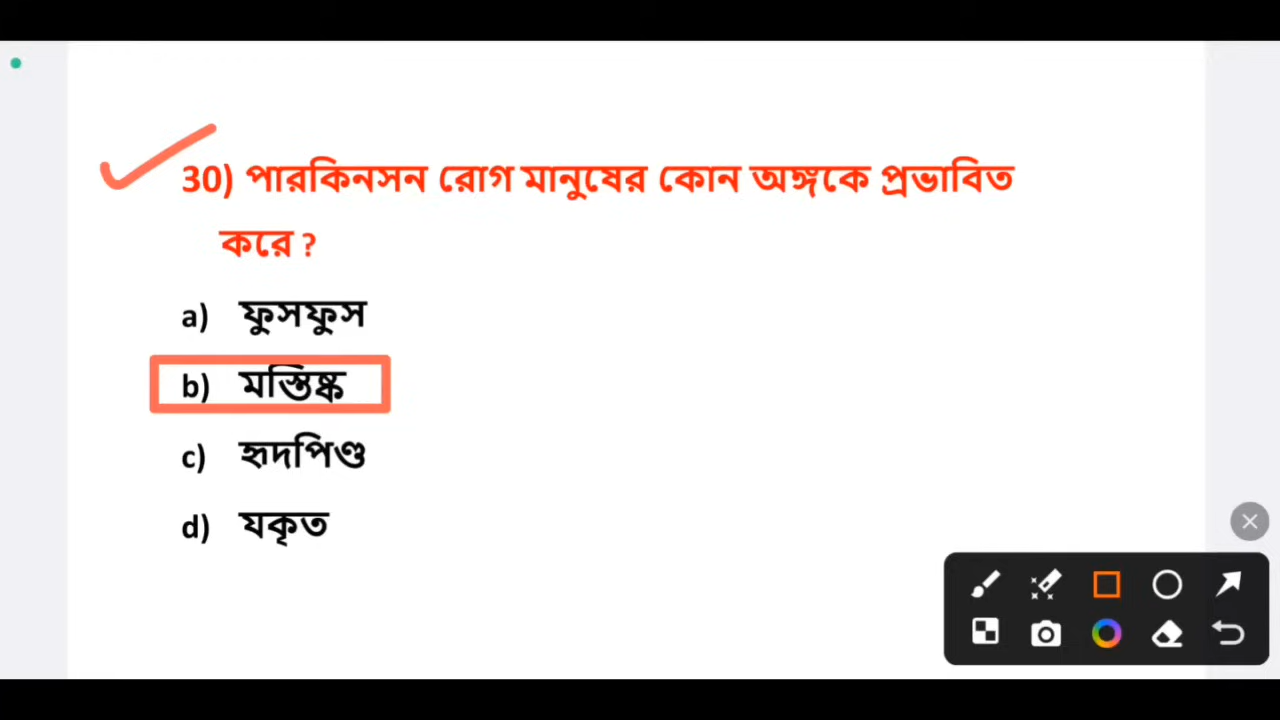 30) পারকিনসন রোগ মানুষের কোন অঙ্গকে প্রভাবিত
করে ?
a) ফুসফুস
b) মস্তিষ্ক
c) হৃদপিণ্ড
d) যকৃত